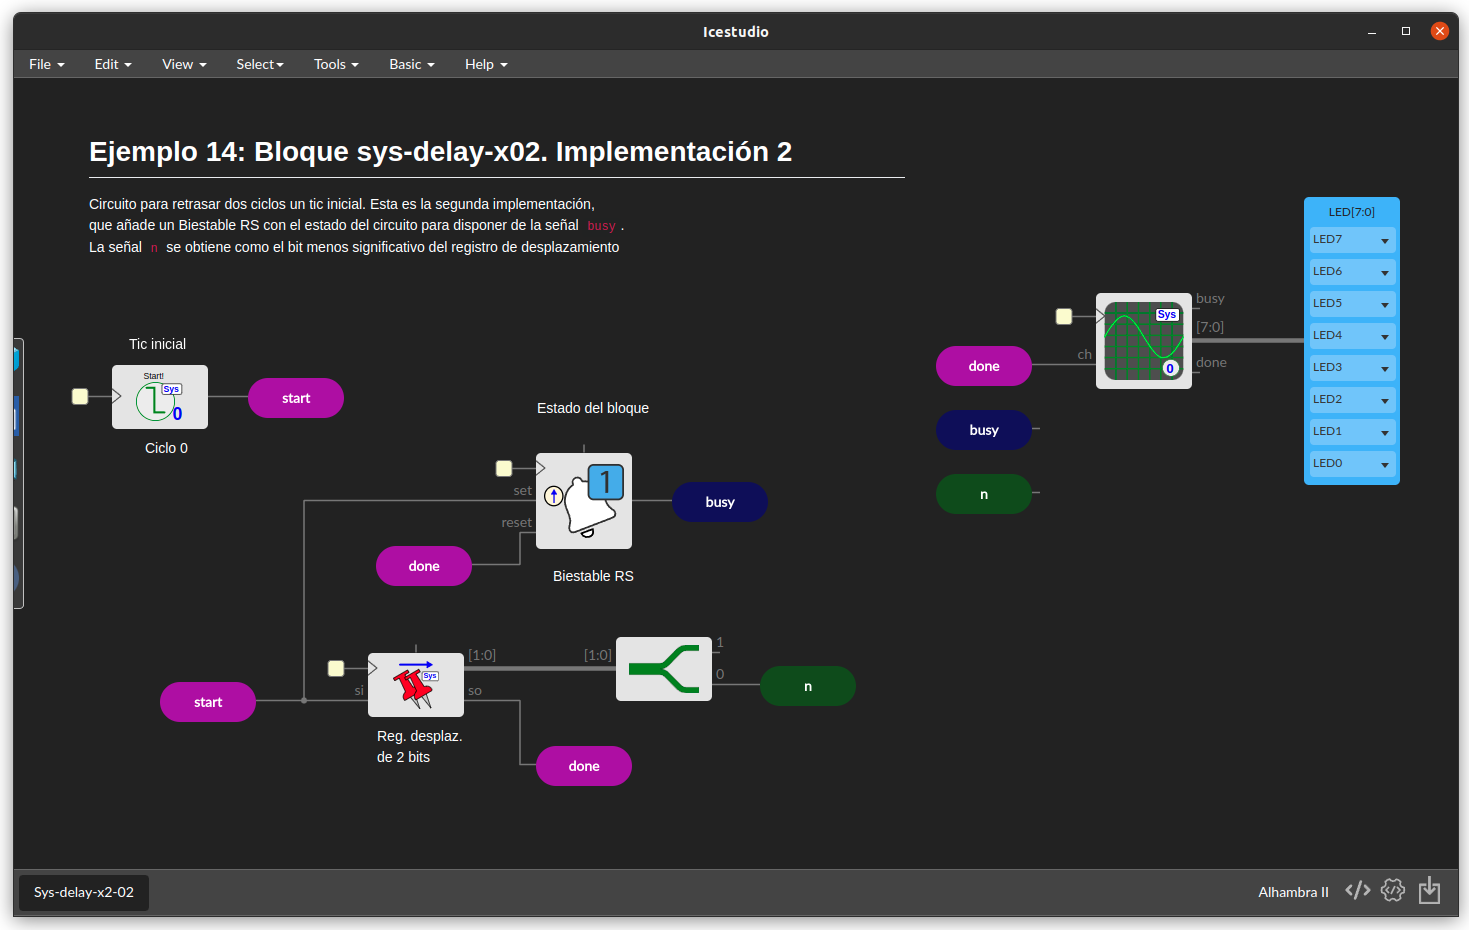 Icestudio
File
Edit
View
Select
Tools
Basic
Help
Ejemplo 14: Bloque sys-delay-x02. Implementación 2
Circuito para retrasar dos ciclos un tic inicial. Esta es la segunda implementación,
que añade un Biestable RS con el estado del circuito para disponer de la señal busy .
La señal n se obtiene como el bit menos significativo del registro de desplazamiento
LED[7:0]
LED7
LED6
LED5
LED4
LED3
LED2
LED1
LED0
busy
Sys
[7:0]
ch
done
0
done
busy
n
Tic inicial
Start!
Sys
0
start
Ciclo 0
Estado del bloque
1
set
reset
busy
done
Biestable RS
[1:0]
[1:0]
1
0
Sys
si
so
n
start
Reg. desplaz.
de 2 bits
done
Sys-delay-x2-02
Alhambra II